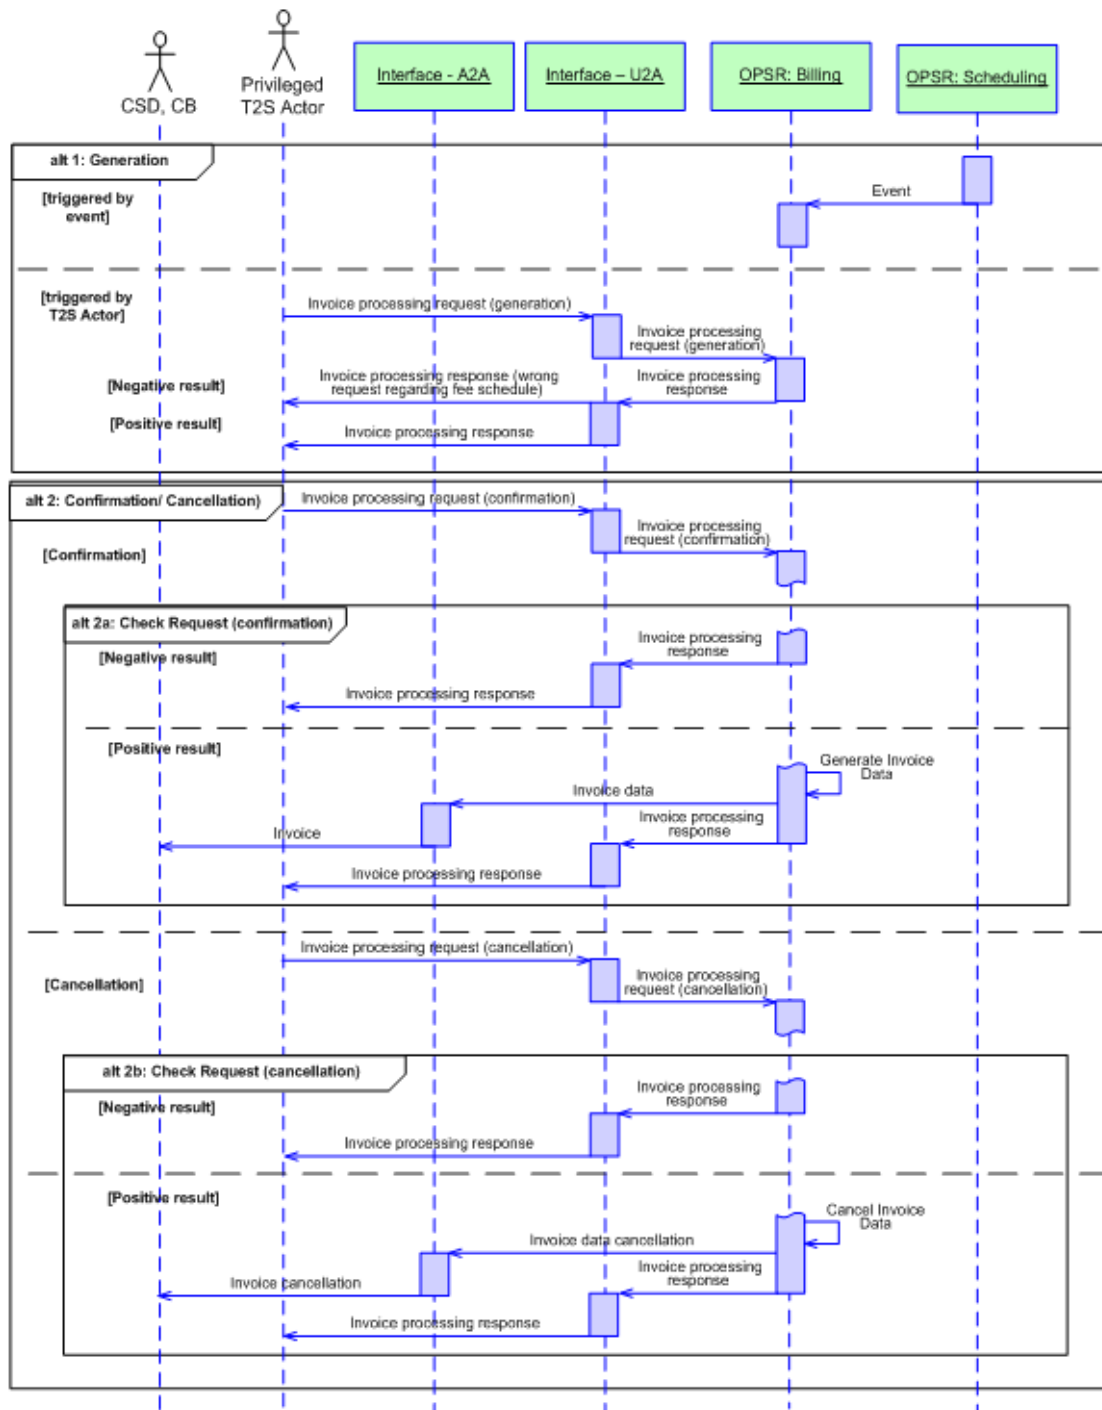 CSD, CB
Privileged
T2S Actor
Interface - A2A
Interface – U2A
OPSR: Billing
OPSR: Scheduling
alt 1: Generation
[triggered by
event]
Event
[triggered by
T2S Actor]
Invoice processing request (generation)
Invoice processing
request (generation)
[Negative result]
Invoice processing response (wrong
request regarding fee schedule)
Invoice processing
response
[Positive result]
Invoice processing response
alt 2: Confirmation/ Cancellation)
Invoice processing request (confirmation)
Invoice processing
request (confirmation)
[Confirmation]
alt 2a: Check Request (confirmation)
Invoice processing
response
[Negative result]
Invoice processing response
[Positive result]
Generate Invoice
Data
Invoice data
Invoice processing
response
Invoice
Invoice processing response
Invoice processing request (cancellation)
Invoice processing
request (cancellation)
[Cancellation]
alt 2b: Check Request (cancellation)
Invoice processing
response
[Negative result]
Invoice processing response
[Positive result]
Cancel Invoice
Data
Invoice data cancellation
Invoice processing
response
Invoice cancellation
Invoice processing response